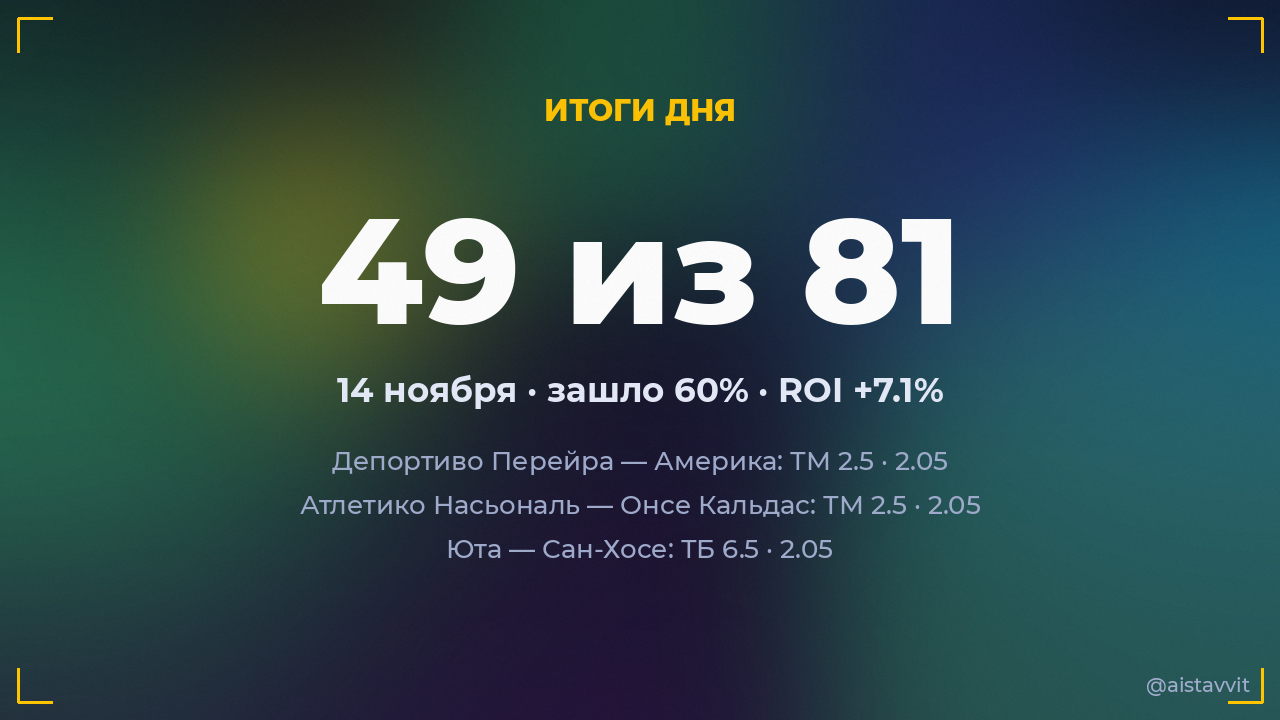 ИТОГИ ДНЯ
49 из 81
14 ноября · зашло 60% · ROI +7.1%
Депортиво Перейра — Америка: ТМ 2.5 · 2.05
Атлетико Насьональ — Онсе Кальдас: ТМ 2.5 · 2.05
Юта — Сан-Хосе: ТБ 6.5 · 2.05
@aistavvit